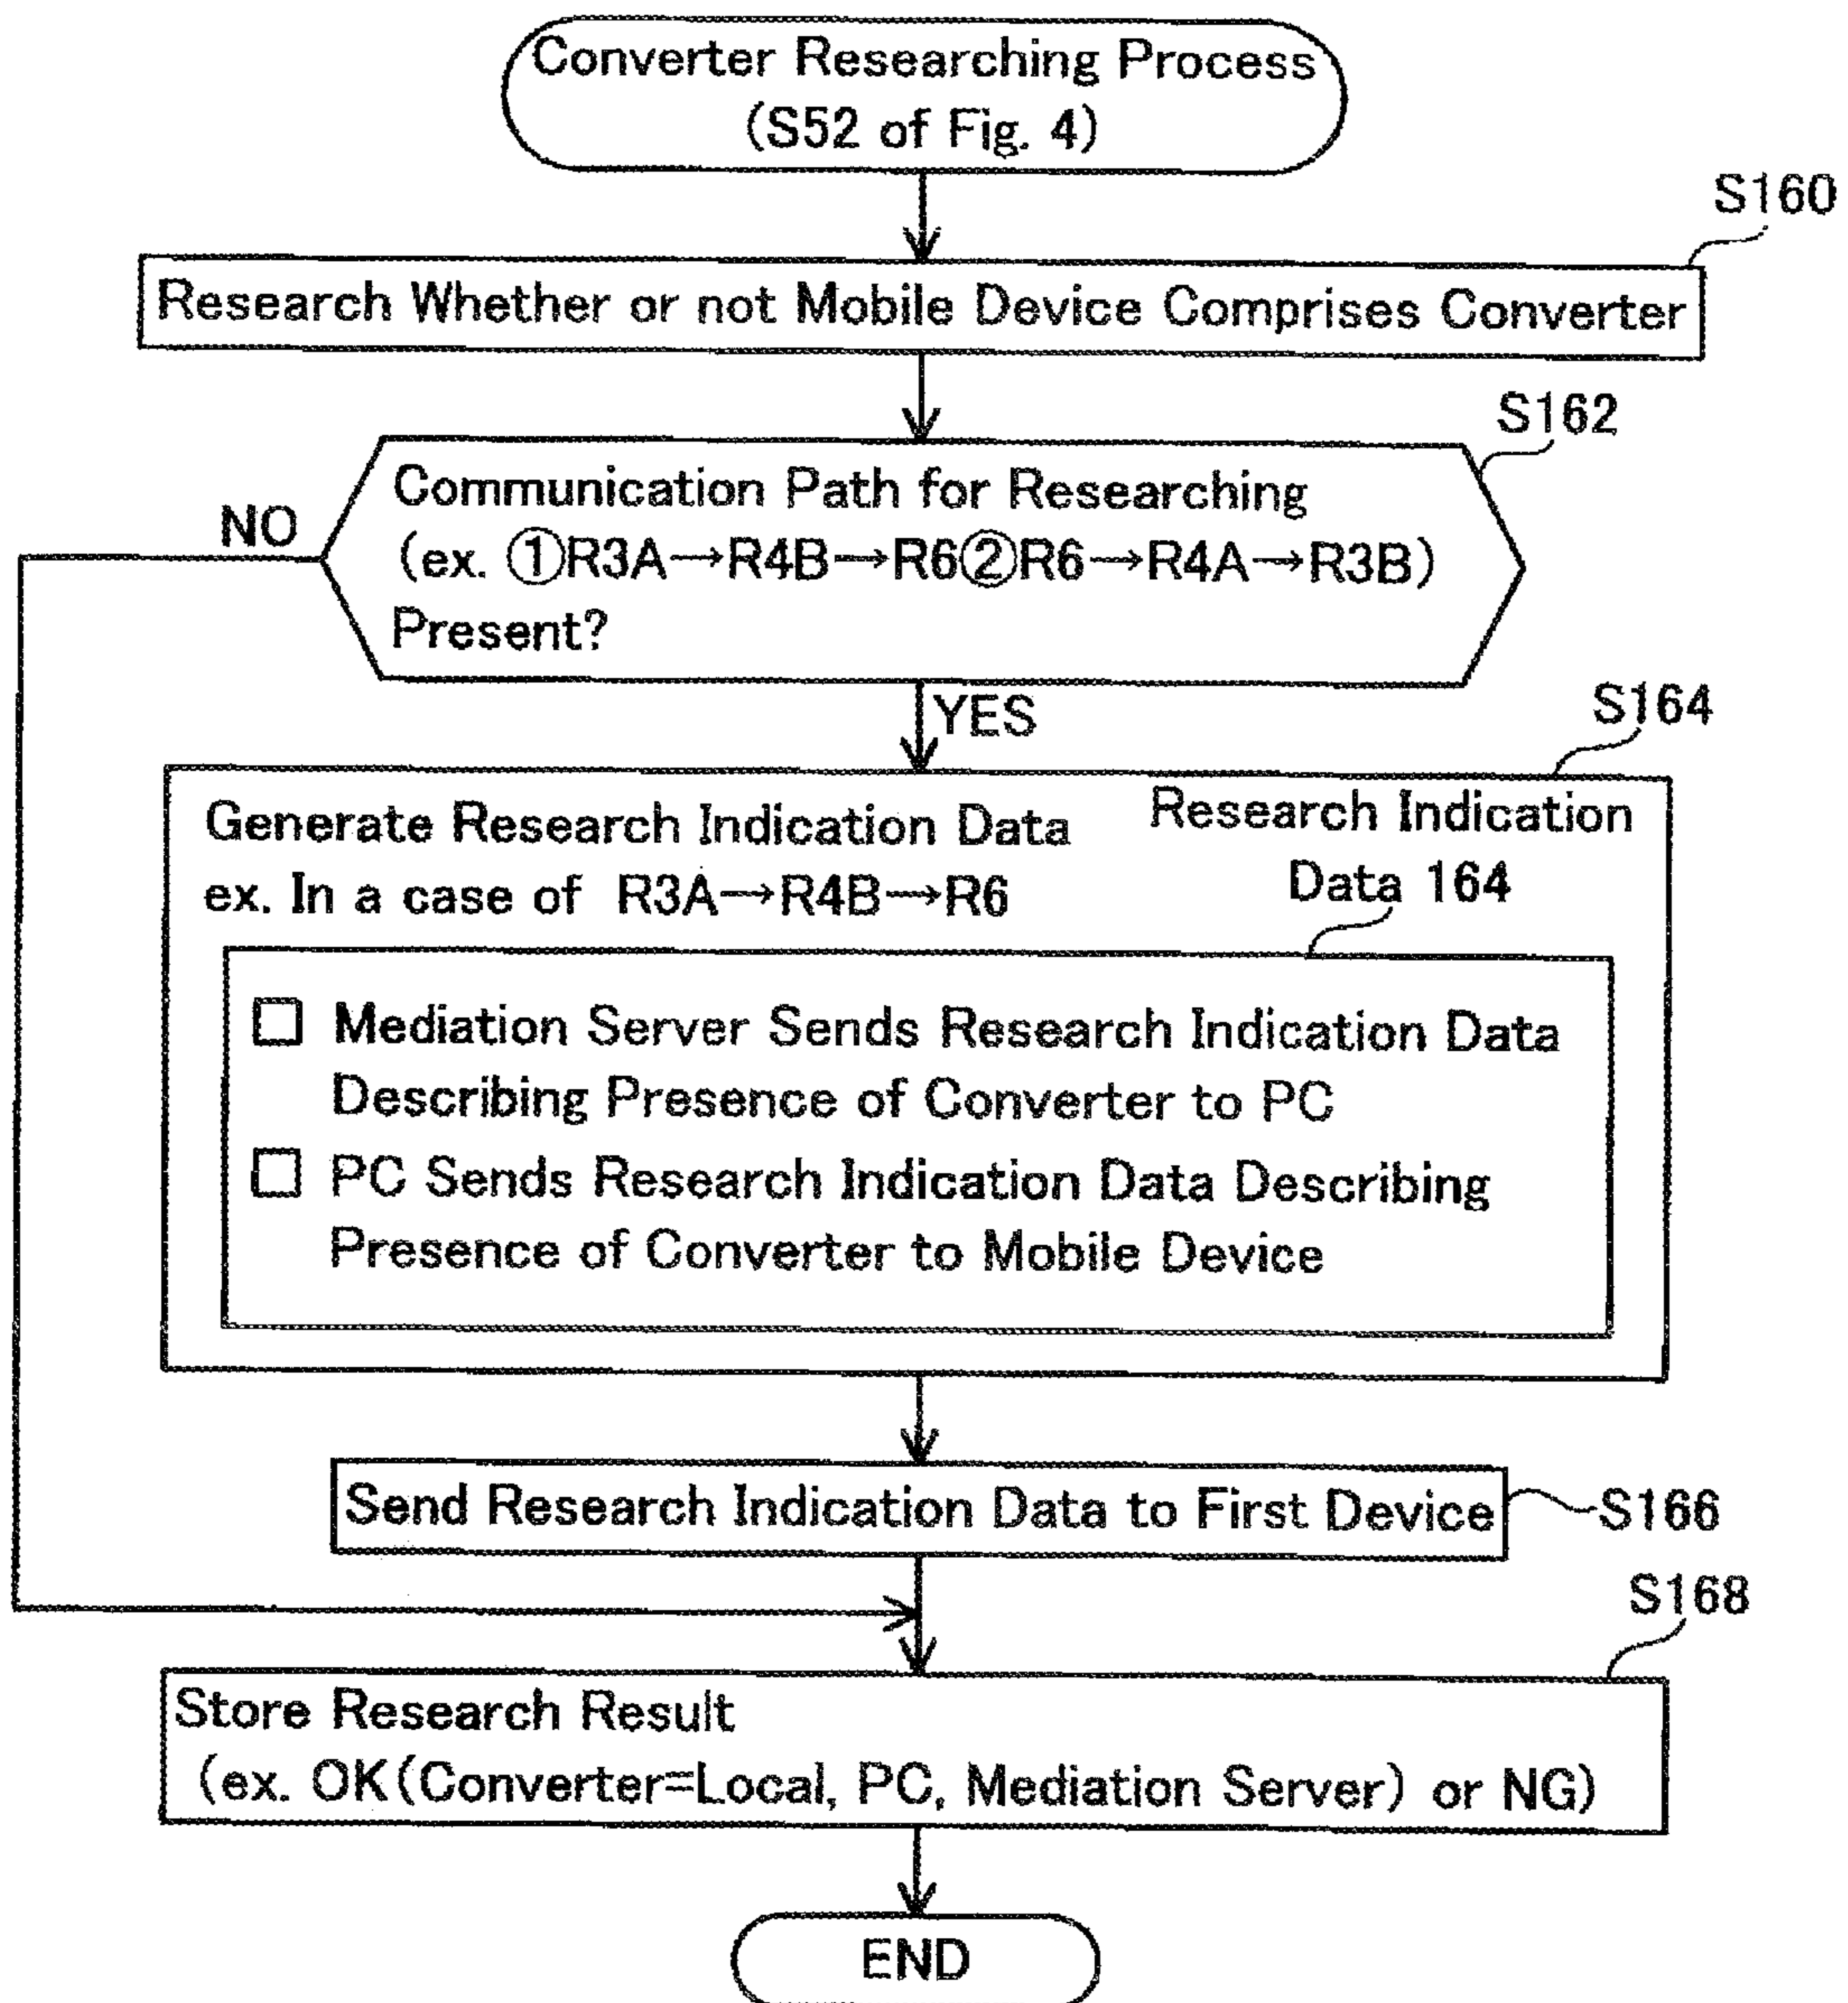 Converter Researching Process
(S52 of Fig. 4)
S160
Research Whether or not Mobile Device Comprises Converter
S162
Communication Path for Researching
(ex. ①R3A→R4B→R6②R6→R4A→R3B)
Present?
NO
YES
S164
Generate Research Indication Data
ex. In a case of R3A→R4B→R6
Research Indication
Data 164
□ Mediation Server Sends Research Indication Data
Describing Presence of Converter to PC
□ PC Sends Research Indication Data Describing
Presence of Converter to Mobile Device
Send Research Indication Data to First Device
S166
S168
Store Research Result
(ex. OK(Converter=Local, PC, Mediation Server) or NG)
END